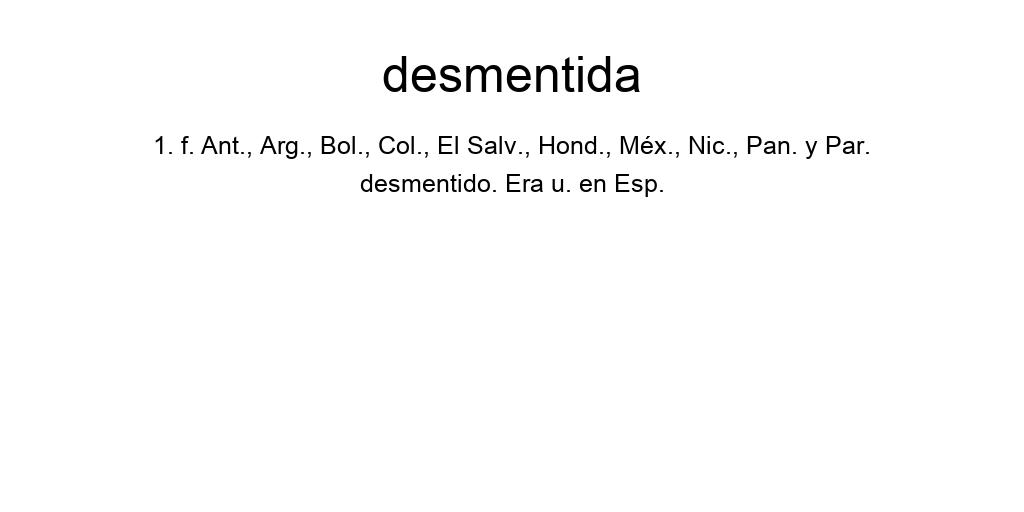 desmentida
1. f. Ant., Arg., Bol., Col., El Salv., Hond., Méx., Nic., Pan. y Par.
desmentido. Era u. en Esp.